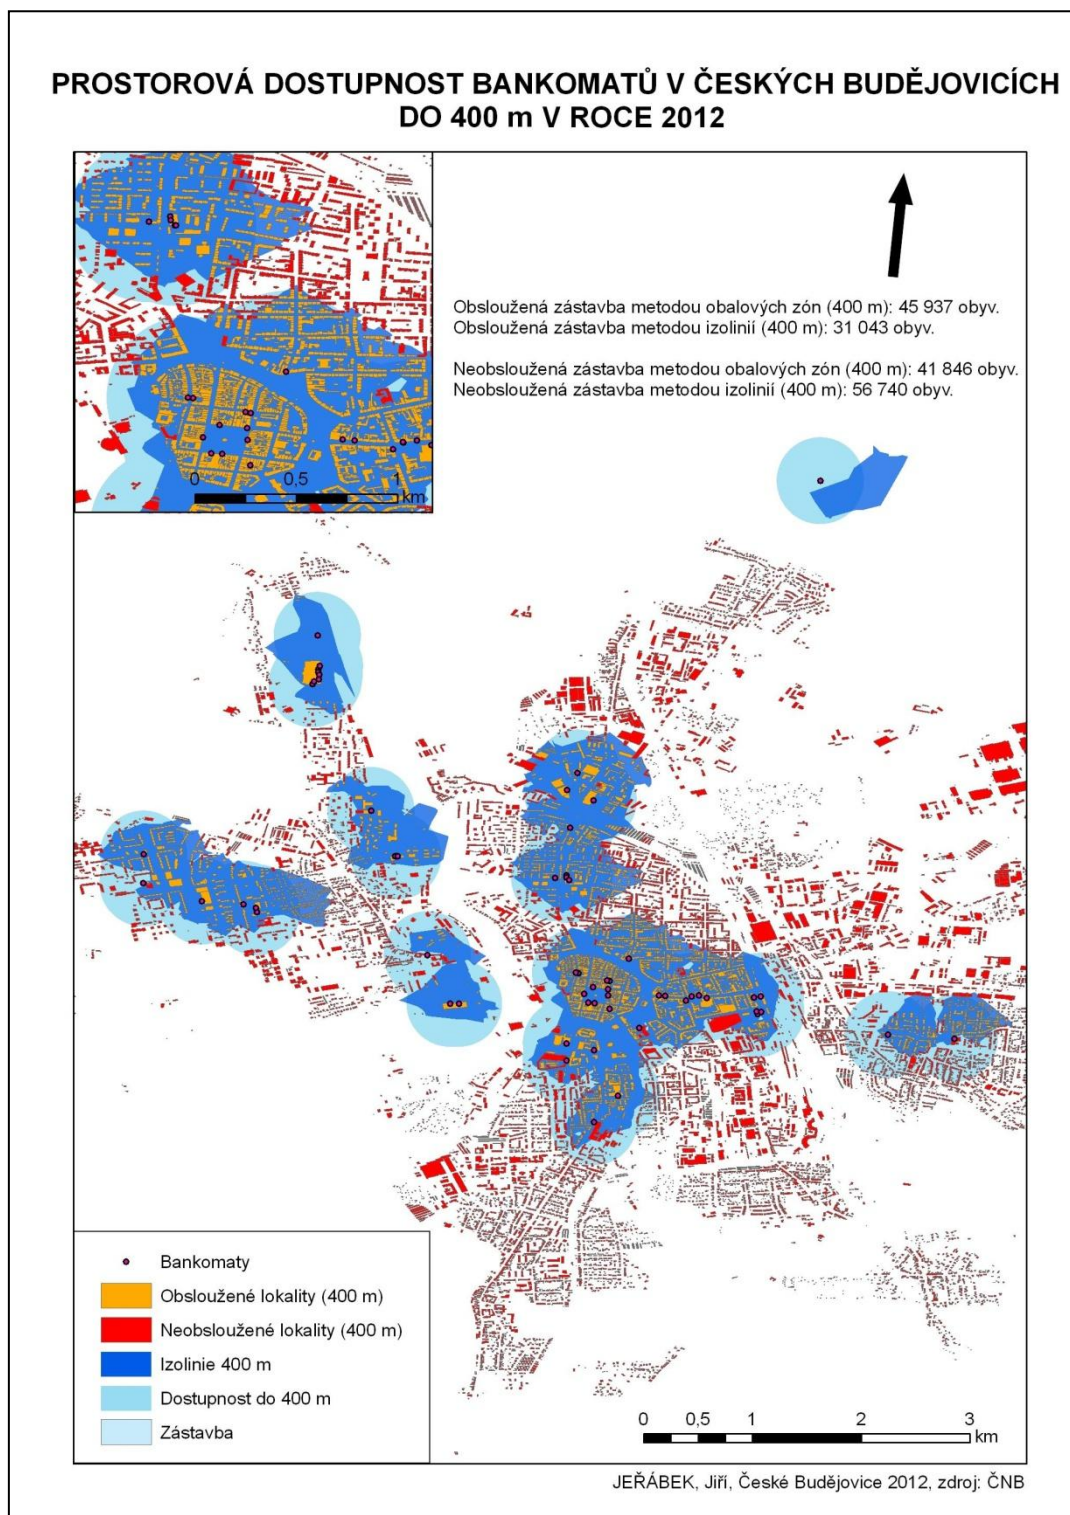 PROSTOROVÁ DOSTUPNOST BANKOMATŮ V ČESKÝCH BUDĚJOVICÍCH
DO 400 m V ROCE 2012
Obsloužená zástavba metodou obalových zón (400 m): 45 937 obyv.
Obsloužená zástavba metodou izolinií (400 m): 31 043 obyv.
Neobsloužená zástavba metodou obalových zón (400 m): 41 846 obyv.
Neobsloužená zástavba metodou izolinií (400 m): 56 740 obyv.
0 0,5 1
km
Bankomaty
Obsloužené lokality (400 m)
Neobsloužené lokality (400 m)
Izolinie 400 m
Dostupnost do 400 m
Zástavba
0 0,5 1 2 3
km
JEŘÁBEK, Jiří, České Budějovice 2012, zdroj: ČNB